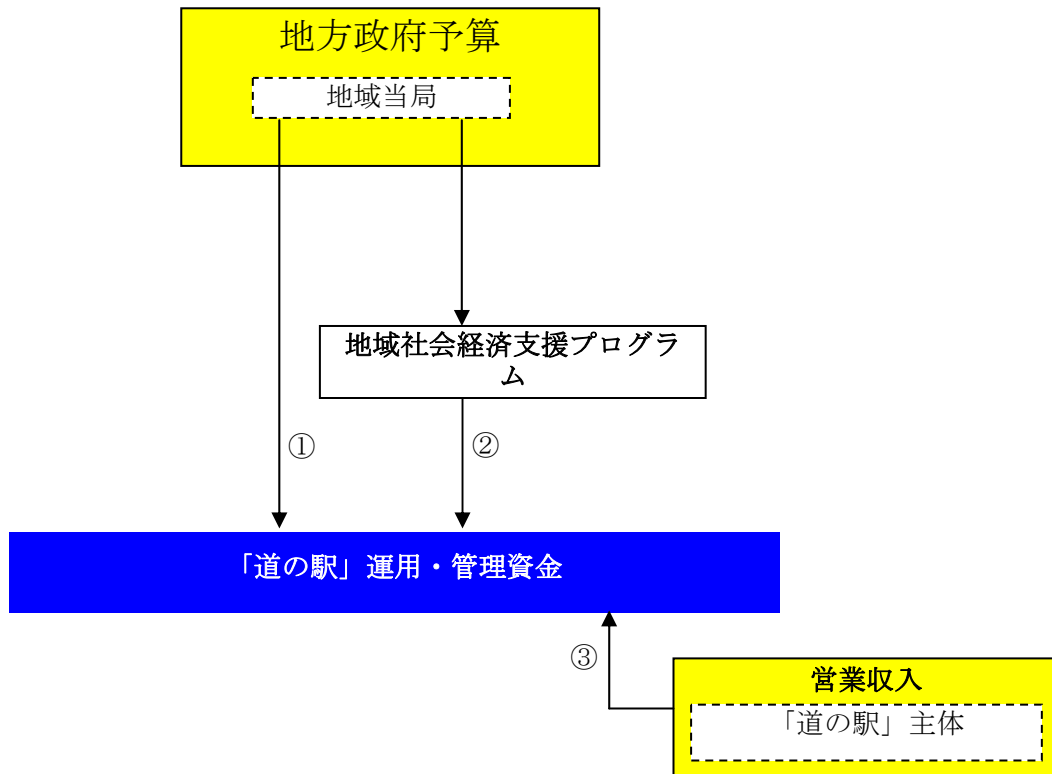 地方政府予算
地域当局
地域社会経済支援プログラ
ム
①
②
「道の駅」運用・管理資金
③
営業収入
「道の駅」主体